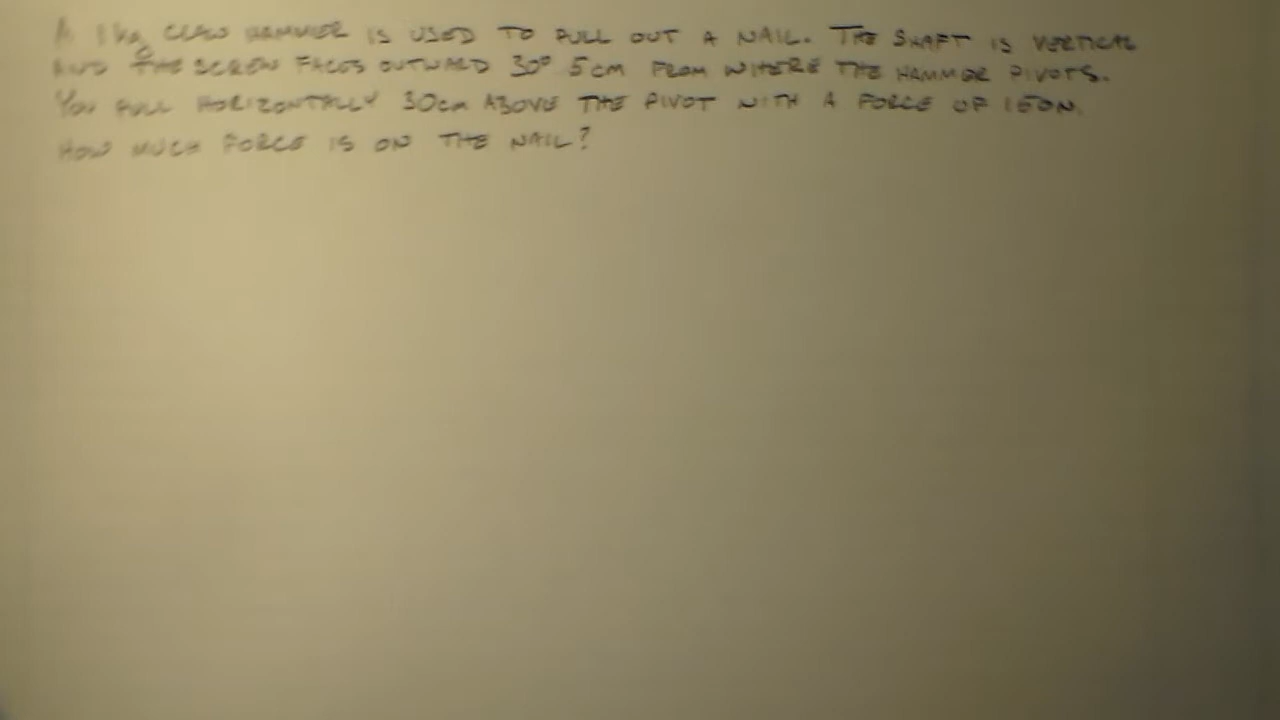 A 1 kg CLAW HAMMER IS USED TO PULL OUT A NAIL. THE SHAFT IS VERTICAL
AND THE SCREW FACES OUTWARD 30° 5cm FROM WHERE THE HAMMER PIVOTS.
YOU PULL HORIZONTALLY 30cm ABOVE THE PIVOT WITH A FORCE OF 150N.
HOW MUCH FORCE IS ON THE NAIL?